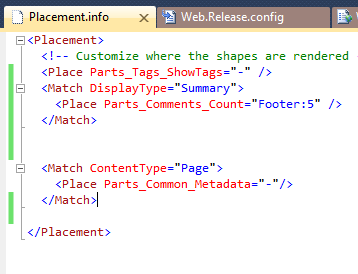 Placement.info Web.Release.config
<Placement>
<!-- Customize where the shapes are rendered
<Place Parts_Tags_ShowTags="-" />
<Match DisplayType="Summary">
<Place Parts_Comments_Count="Footer:5" />
</Match>
<Match ContentType="Page">
<Place Parts_Common_Metadata="-"/>
</Match>
</Placement>